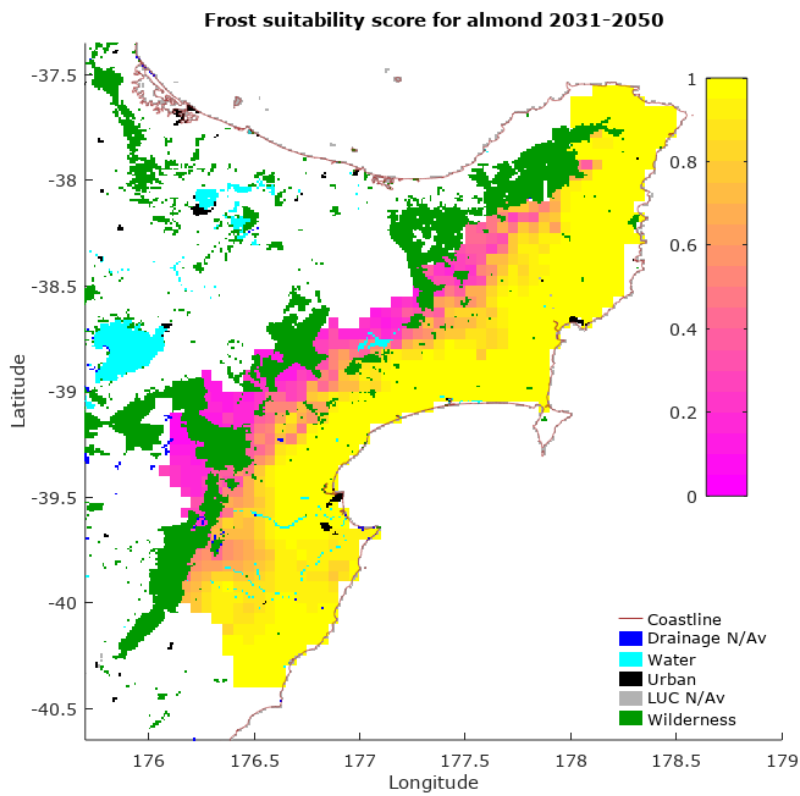 Frost suitability score for almond 2031-2050
-37.5
-38
-38.5
-39
-39.5
-40
-40.5
Latitude
176
176.5
177
177.5
178
178.5
179
Longitude
1
0.8
0.6
0.4
0.2
0
Coastline
Drainage N/Av
Water
Urban
LUC N/Av
Wilderness